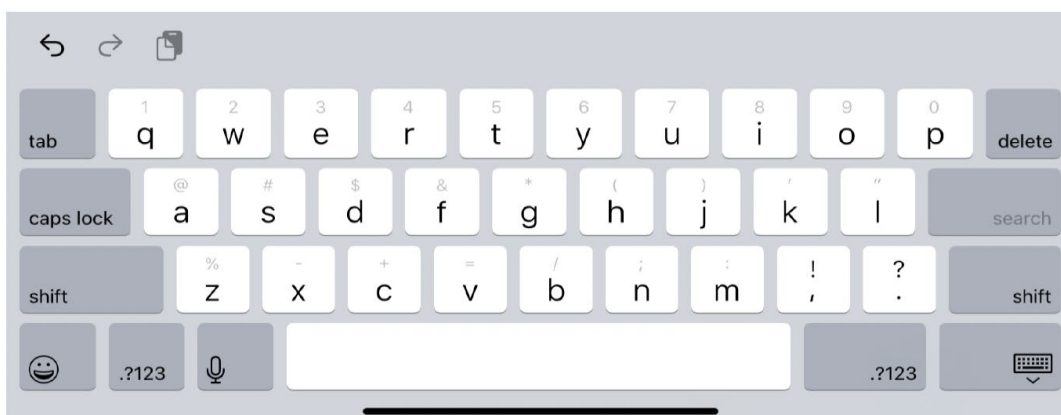 1 2 3 4 5 6 7 8 9 0
tab q w e r t y u i o p delete
@ # $ & * ( ) ' "
caps lock a s d f g h j k l search
% - + = / ; : ! ?
shift z x c v b n m , . shift
.?123 .?123